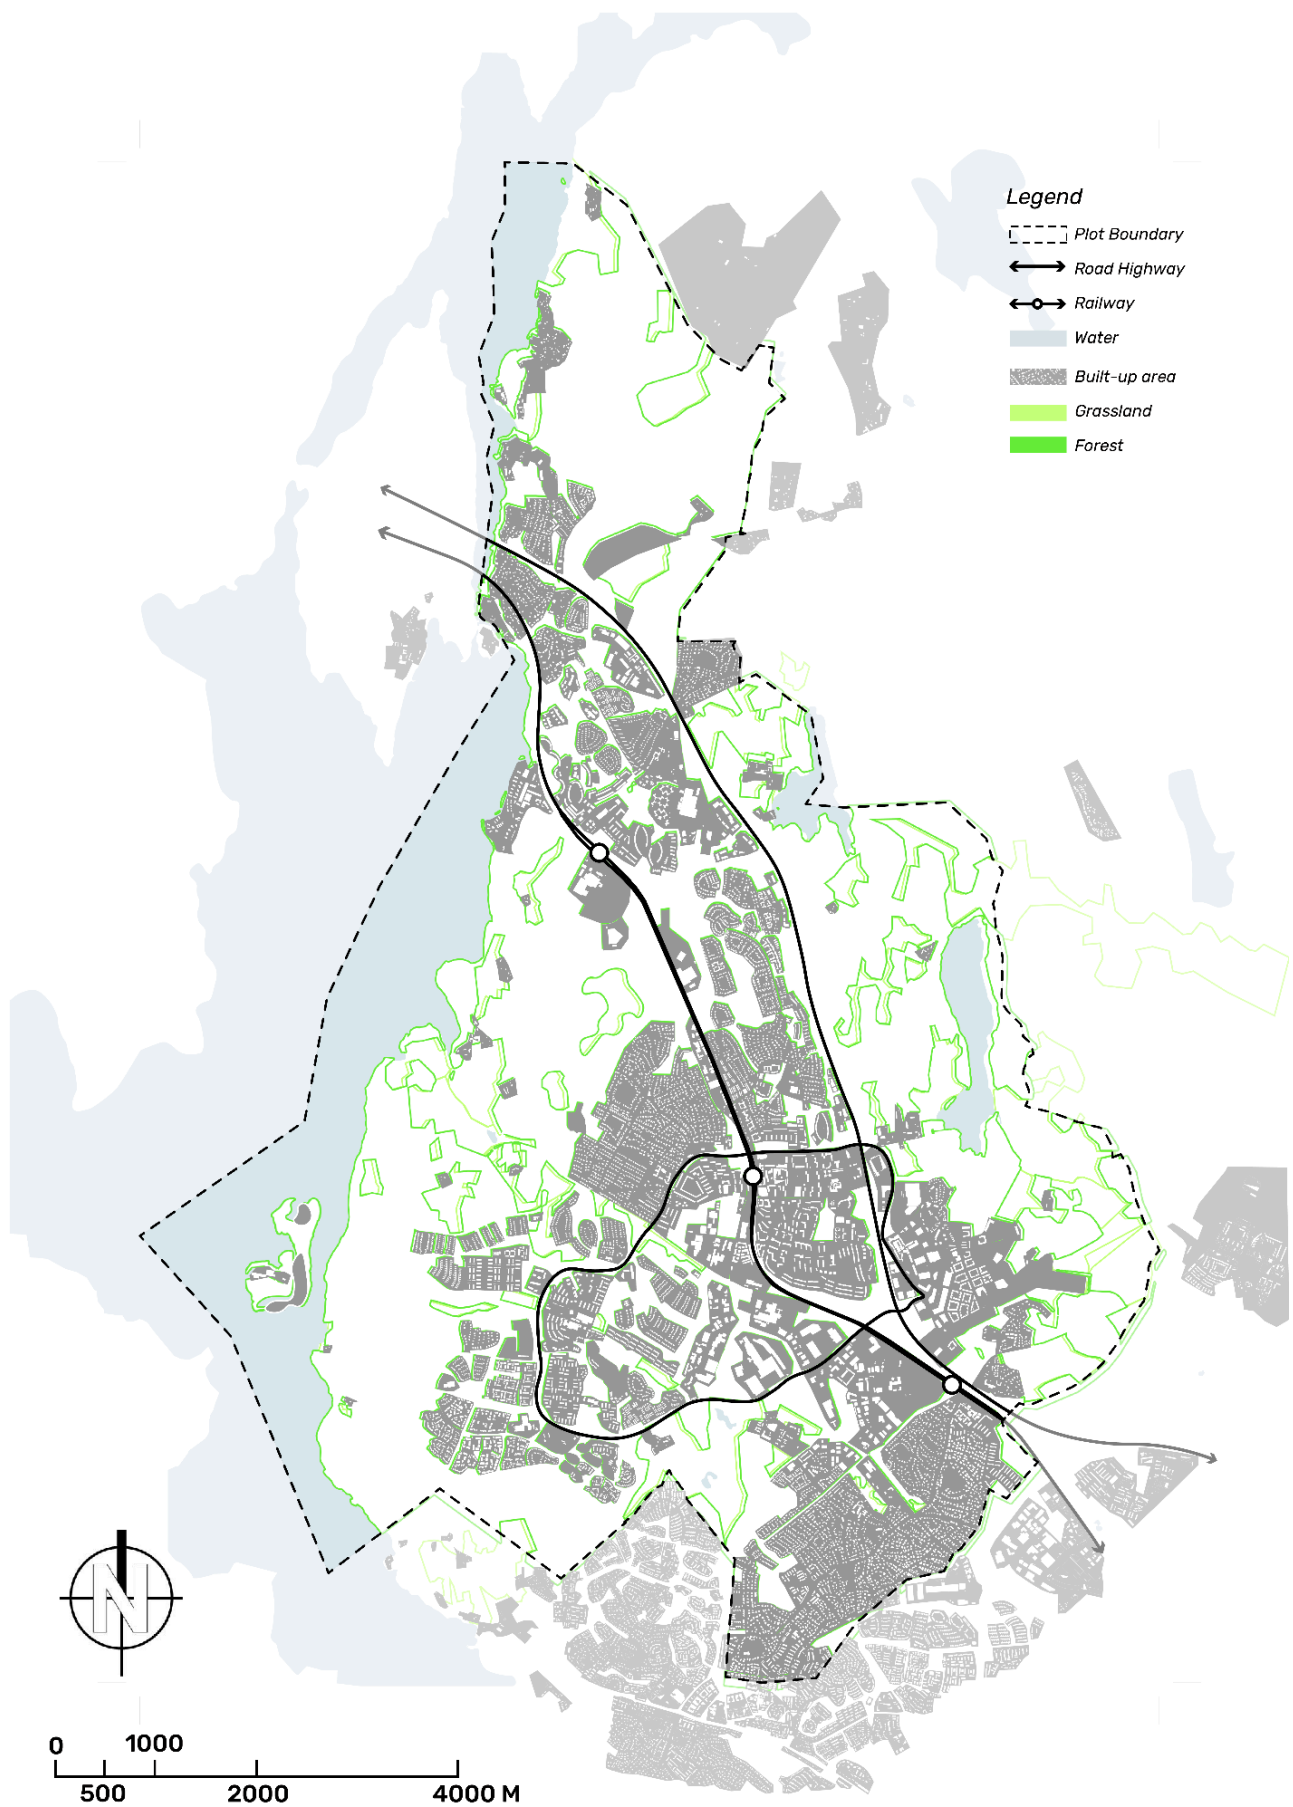 Legend
Plot Boundary
Road Highway
Railway
Water
Built-up area
Grassland
Forest
N
0 1000
500 2000 4000 M